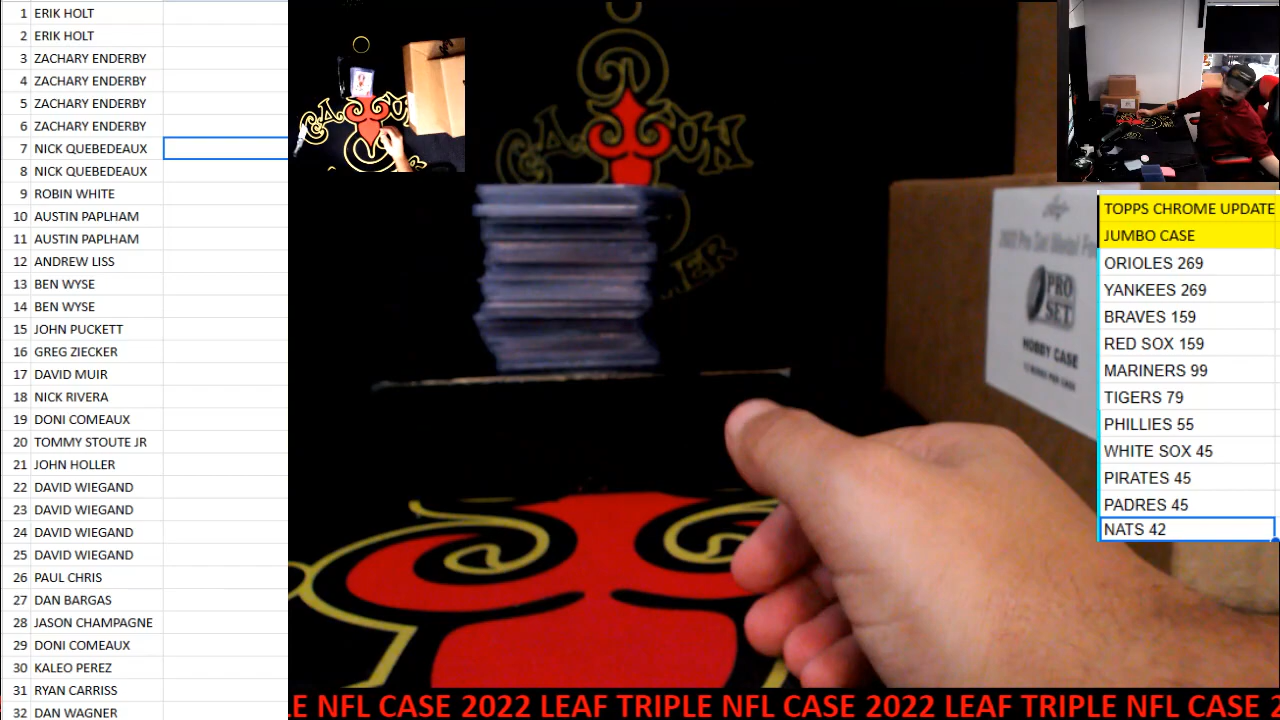 1 ERIK HOLT
2 ERIK HOLT
3 ZACHARY ENDERBY
4 ZACHARY ENDERBY
5 ZACHARY ENDERBY
6 ZACHARY ENDERBY
7 NICK QUEBEDEAUX
8 NICK QUEBEDEAUX
9 ROBIN WHITE
10 AUSTIN PAPLHAM
11 AUSTIN PAPLHAM
12 ANDREW LISS
13 BEN WYSE
14 BEN WYSE
15 JOHN PUCKETT
16 GREG ZIECKER
17 DAVID MUIR
18 NICK RIVERA
19 DONI COMEAUX
20 TOMMY STOUTE JR
21 JOHN HOLLER
22 DAVID WIEGAND
23 DAVID WIEGAND
24 DAVID WIEGAND
25 DAVID WIEGAND
26 PAUL CHRIS
27 DAN BARGAS
28 JASON CHAMPAGNE
29 DONI COMEAUX
30 KALEO PEREZ
31 RYAN CARRISS
32 DAN WAGNER
2022 Pro Set Metal
PRO
SET
HOBBY CASE
TOPPS CHROME UPDATE
JUMBO CASE
ORIOLES 269
YANKEES 269
BRAVES 159
RED SOX 159
MARINERS 99
TIGERS 79
PHILLIES 55
WHITE SOX 45
PIRATES 45
PADRES 45
NATS 42
LE NFL CASE 2022 LEAF TRIPLE NFL CASE 2022 LEAF TRIPLE NFL CASE 2